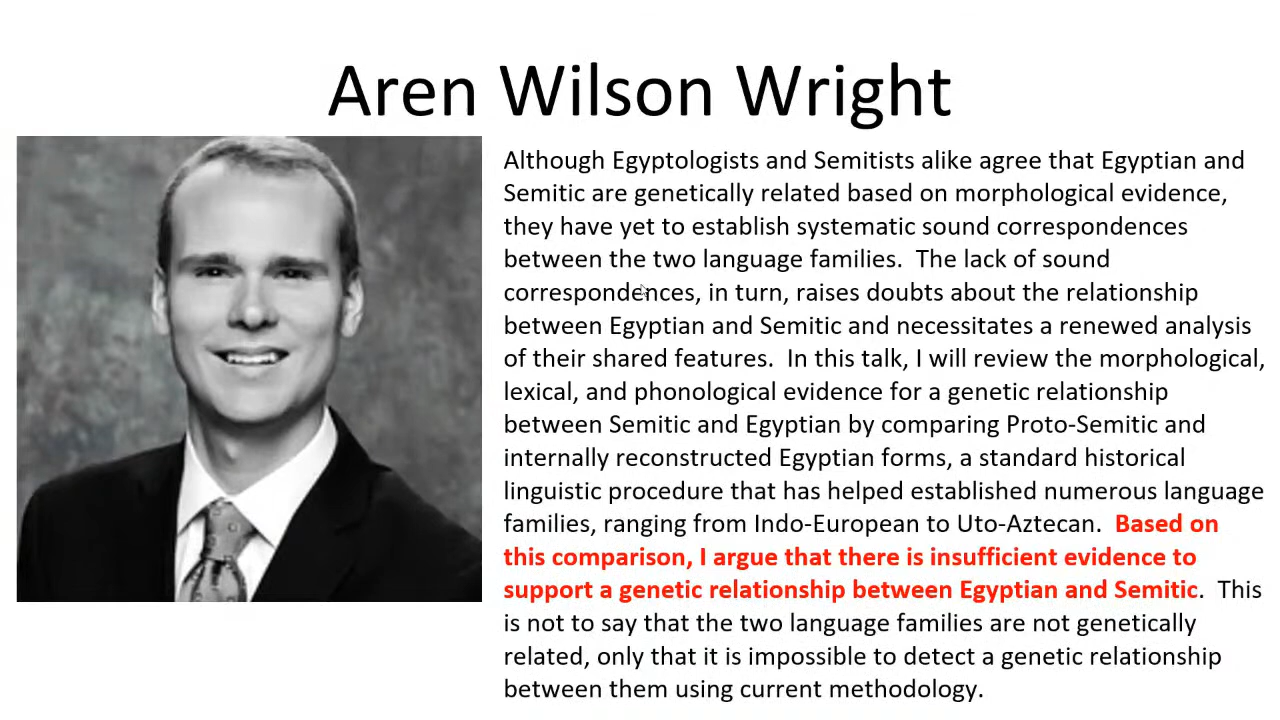 Aren Wilson Wright
Although Egyptologists and Semitists alike agree that Egyptian and
Semitic are genetically related based on morphological evidence,
they have yet to establish systematic sound correspondences
between the two language families.  The lack of sound
correspondences, in turn, raises doubts about the relationship
between Egyptian and Semitic and necessitates a renewed analysis
of their shared features.  In this talk, I will review the morphological,
lexical, and phonological evidence for a genetic relationship
between Semitic and Egyptian by comparing Proto-Semitic and
internally reconstructed Egyptian forms, a standard historical
linguistic procedure that has helped established numerous language
families, ranging from Indo-European to Uto-Aztecan.  Based on
this comparison, I argue that there is insufficient evidence to
support a genetic relationship between Egyptian and Semitic.  This
is not to say that the two language families are not genetically
related, only that it is impossible to detect a genetic relationship
between them using current methodology.